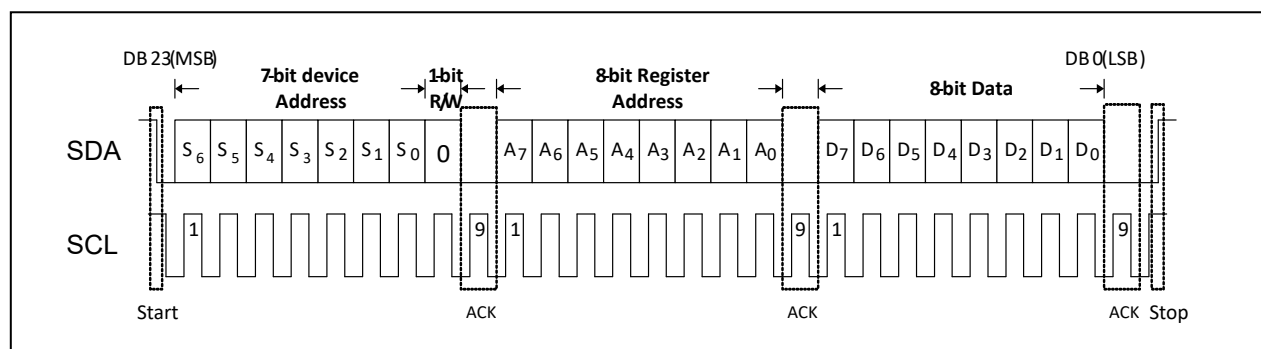 DB 23(MSB) 7-bit device Address 1-bit R/W 8-bit Register Address 8-bit Data DB 0(LSB)
SDA S6 S5 S4 S3 S2 S1 S0 0 A7 A6 A5 A4 A3 A2 A1 A0 D7 D6 D5 D4 D3 D2 D1 D0
SCL 1 9 1 9 1 9
Start ACK ACK ACK Stop